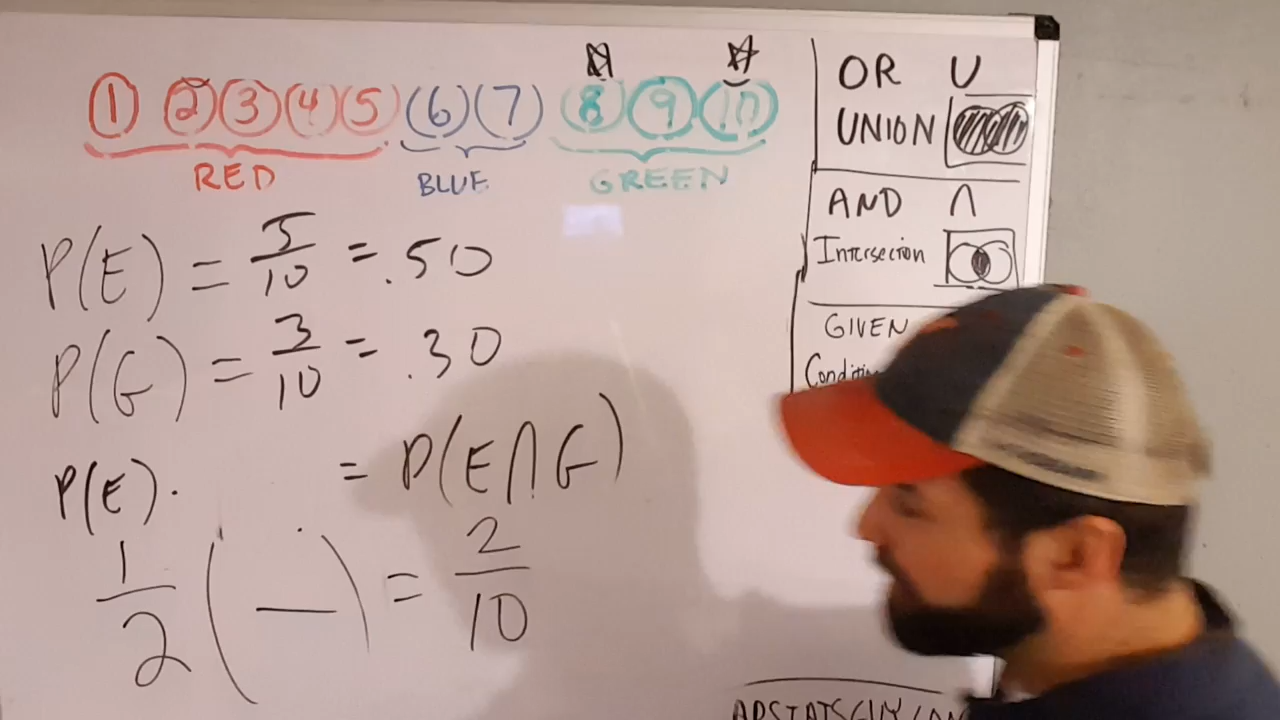 1 2 3 4 5 6 7 8 9 10
RED BLUE GREEN
P(E) = 5/10 = .50
P(G) = 3/10 = .30
P(E) · = P(E∩G)
1/2 ( — ) = 2/10
OR U
UNION
AND ∩
Intersection
GIVEN